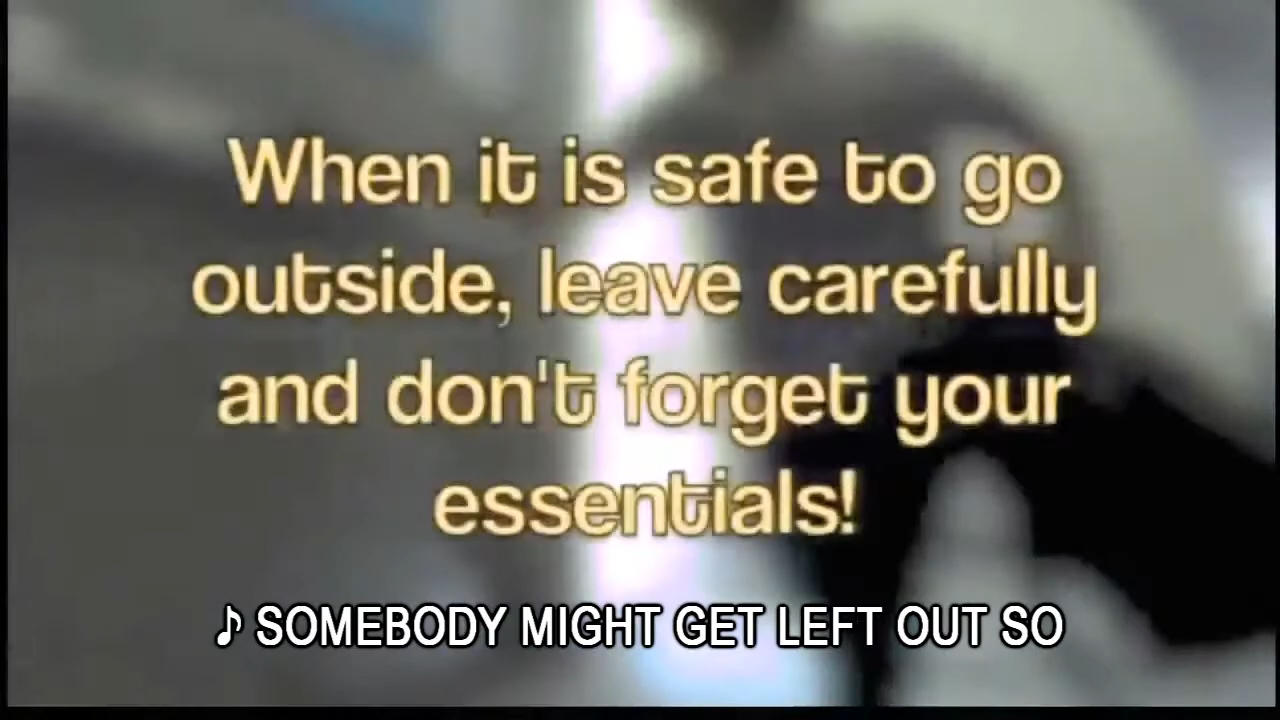 When it is safe to go
outside, leave carefully
and don't forget your
essentials!
♪ SOMEBODY MIGHT GET LEFT OUT SO